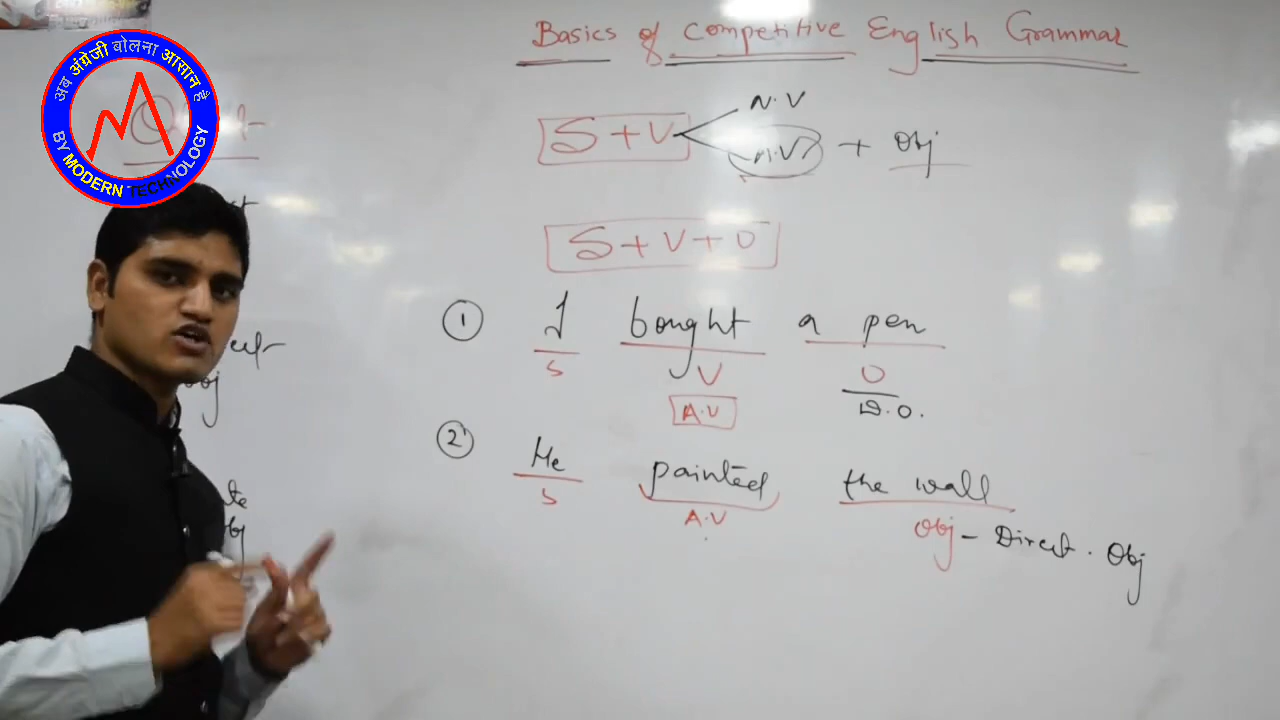 अब अंग्रेजी बोलना आसान है
BY MODERN TECHNOLOGY
Basics of Competitive English Grammar
S + V
N.V
+ Obj
S + V + O
1 I bought a pen
S V O
A.V D.O.
2 He painted the wall
S A.V Obj - Direct. Obj